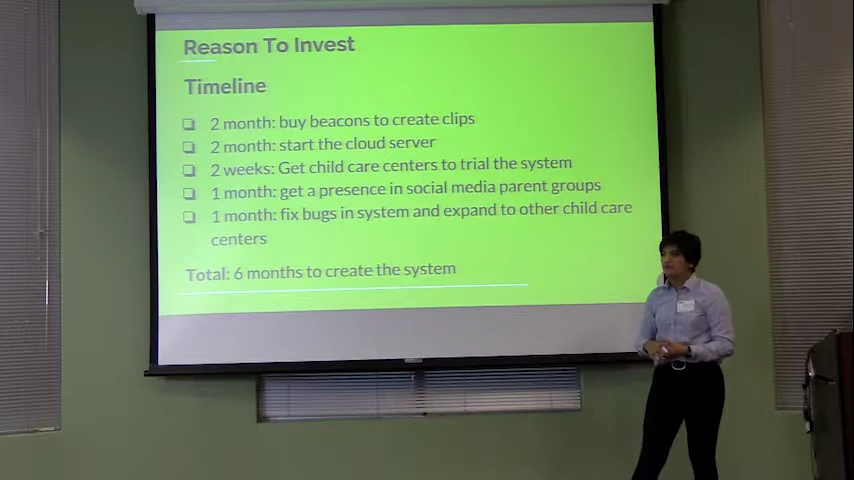 Reason To Invest
Timeline
2 month: buy beacons to create clips
2 month: start the cloud server
2 weeks: Get child care centers to trial the system
1 month: get a presence in social media parent groups
1 month: fix bugs in system and expand to other child care
centers
Total: 6 months to create the system